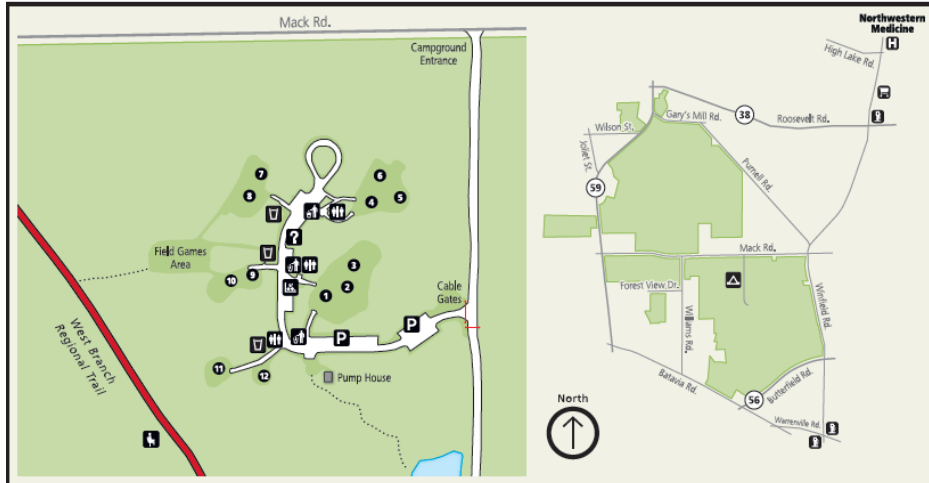 Mack Rd.
Campground
Entrance
7
8
6
4
5
?
Field Games
Area
10
9
3
2
1
Cable
Gates
P
P
West Branch
Regional Trail
11
12
Pump House
Northwestern
Medicine
H
High Lake Rd.
38
Roosevelt Rd.
Gary's Mill Rd.
Wilson St.
Joliet St.
59
Purnell Rd.
Mack Rd.
Forest View Dr.
Williams Rd.
Winfield Rd.
Batavia Rd.
Butterfield Rd.
56
Warrenville Rd.
North